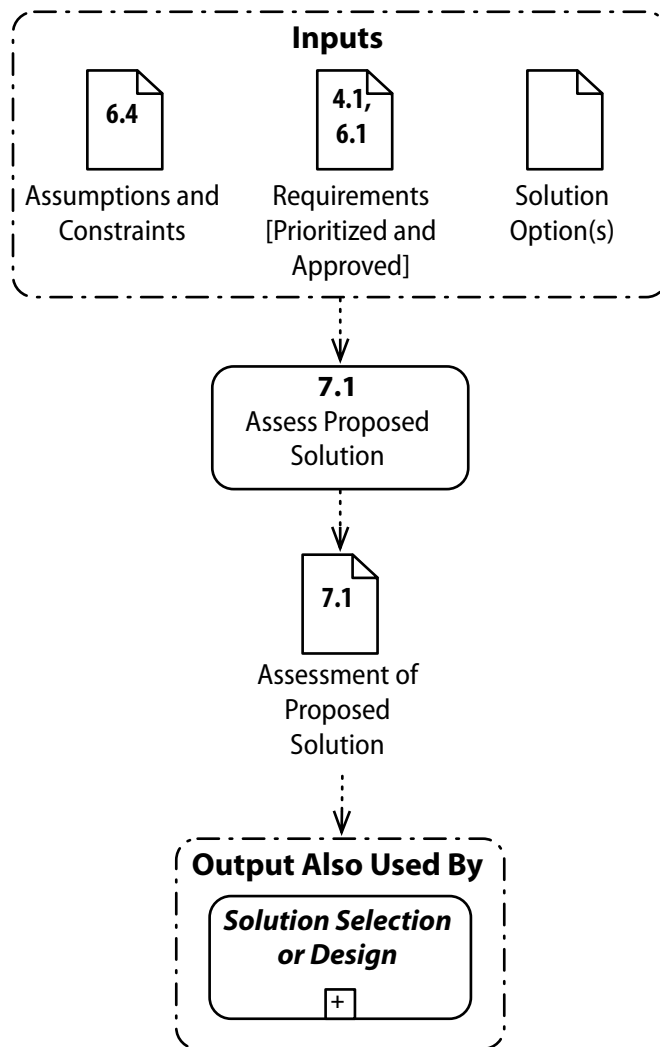 Inputs
6.4
4.1,
6.1
Assumptions and
Constraints
Requirements
[Prioritized and
Approved]
Solution
Option(s)
7.1
Assess Proposed
Solution
7.1
Assessment of
Proposed
Solution
Output Also Used By
Solution Selection
or Design
+